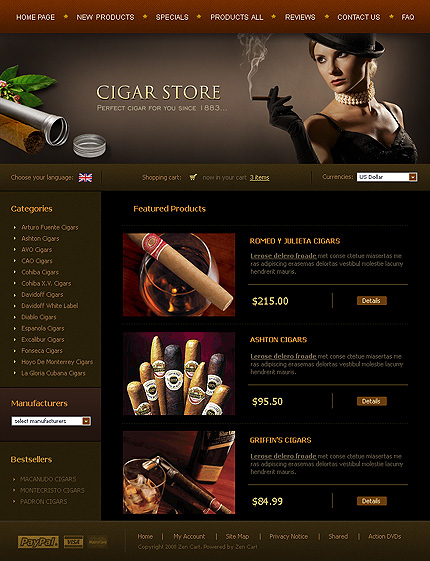 HOME PAGE NEW PRODUCTS SPECIALS PRODUCTS ALL REVIEWS CONTACT US FAQ
CIGAR STORE
PERFECT CIGAR FOR YOU SINCE 1883...
Choose your language:
Shopping cart: now in your cart 3 items
Currencies: US Dollar
Categories
Arturo Fuente Cigars
Ashton Cigars
AVO Cigars
CAO Cigars
Cohiba Cigars
Cohiba X.V. Cigars
Davidoff Cigars
Davidoff White Label
Diablo Cigars
Espanola Cigars
Excalibur Cigars
Fonseca Cigars
Hoyo De Monterrey Cigars
La Gloria Cubana Cigars
Manufacturers
select manufacturers
Bestsellers
MACANUDO CIGARS
MONTECRISTO CIGARS
PADRON CIGARS
Featured Products
ROMEO Y JULIETA CIGARS
Lerose delero froade met conse ctetue miasertas me
ras adipiscing erasemas delortas vestibul molestie lacuny
hendrerit mauris.
$215.00 Details
ASHTON CIGARS
Lerose delero froade met conse ctetue miasertas me
ras adipiscing erasemas delortas vestibul molestie lacuny
hendrerit mauris.
$95.50 Details
GRIFFIN'S CIGARS
Lerose delero froade met conse ctetue miasertas me
ras adipiscing erasemas delortas vestibul molestie lacuny
hendrerit mauris.
$84.99 Details
PayPal VISA
Home | My Account | Site Map | Privacy Notice | Shared | Action DVDs
Copyright 2008 Zen Cart. Powered by Zen Cart